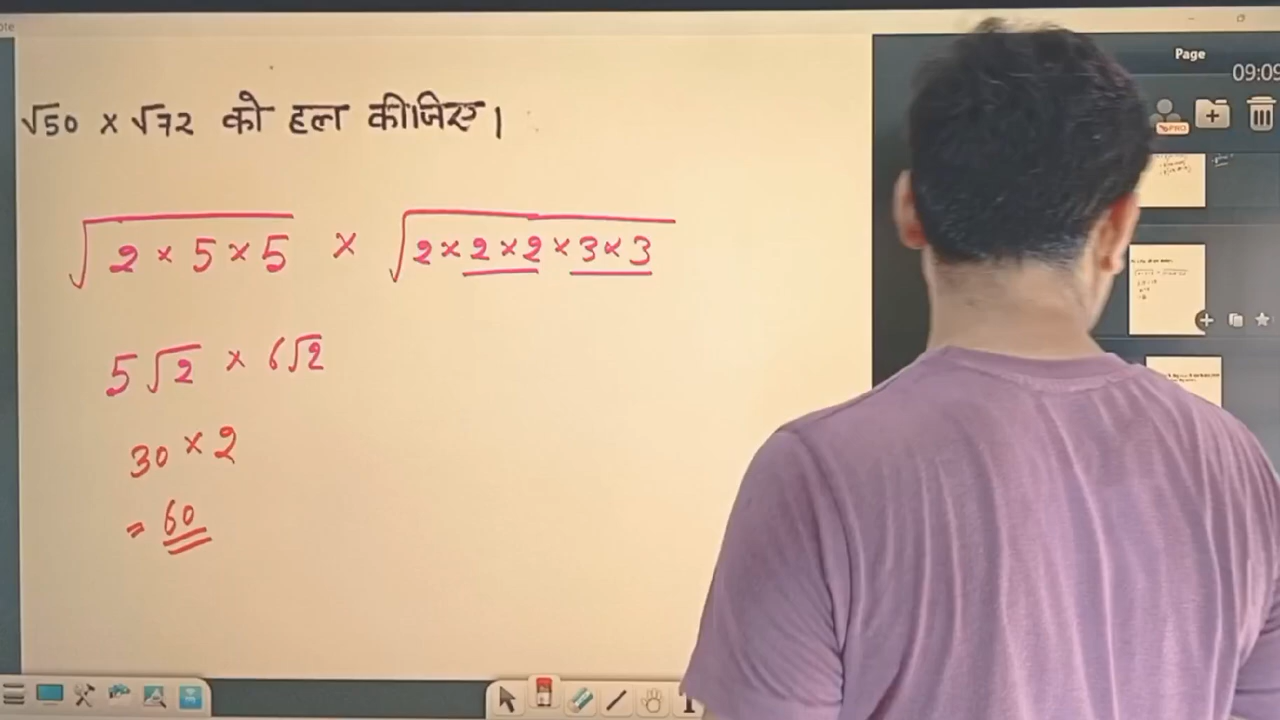 ote
Page
09:09
√50 × √72 को हल कीजिए।
√2 × 5 × 5 × √2 × 2 × 2 × 3 × 3
5√2 × 6√2
30 × 2
= 60
T